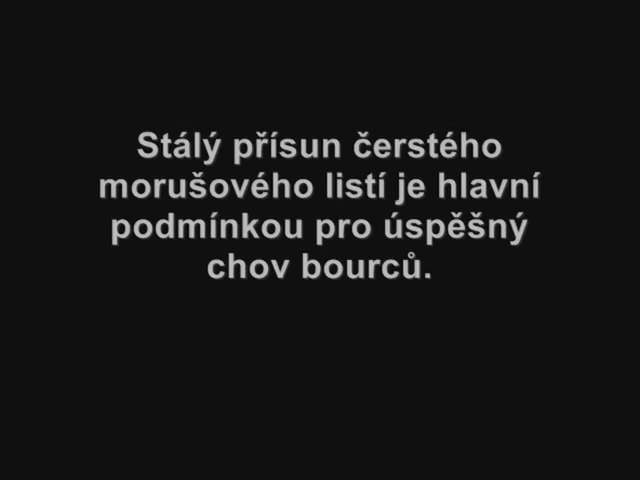 Stálý přísun čerstého
morušového listí je hlavní
podmínkou pro úspěšný
chov bourců.